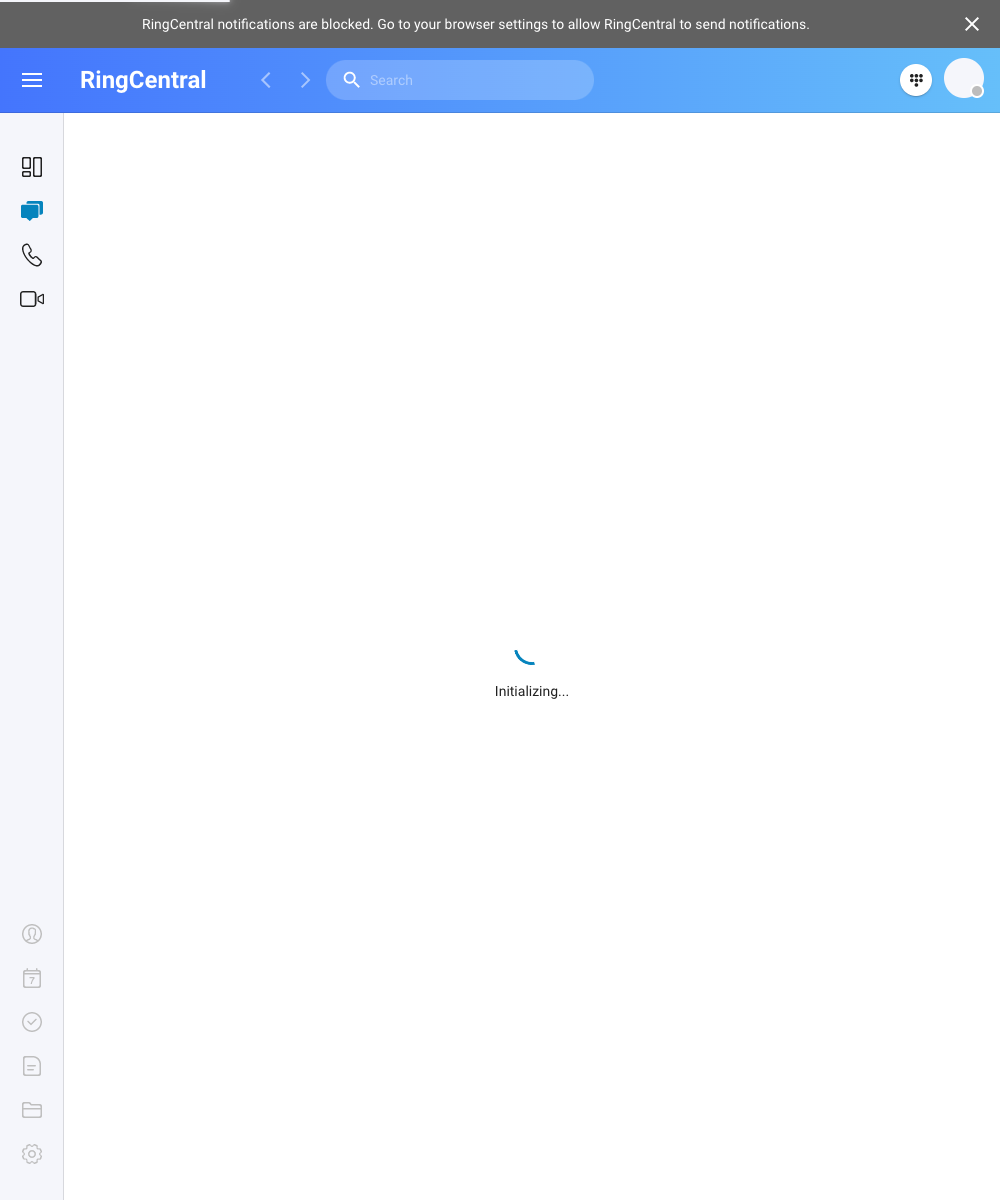 RingCentral notifications are blocked. Go to your browser settings to allow RingCentral to send notifications.
RingCentral
Search
Initializing...
7